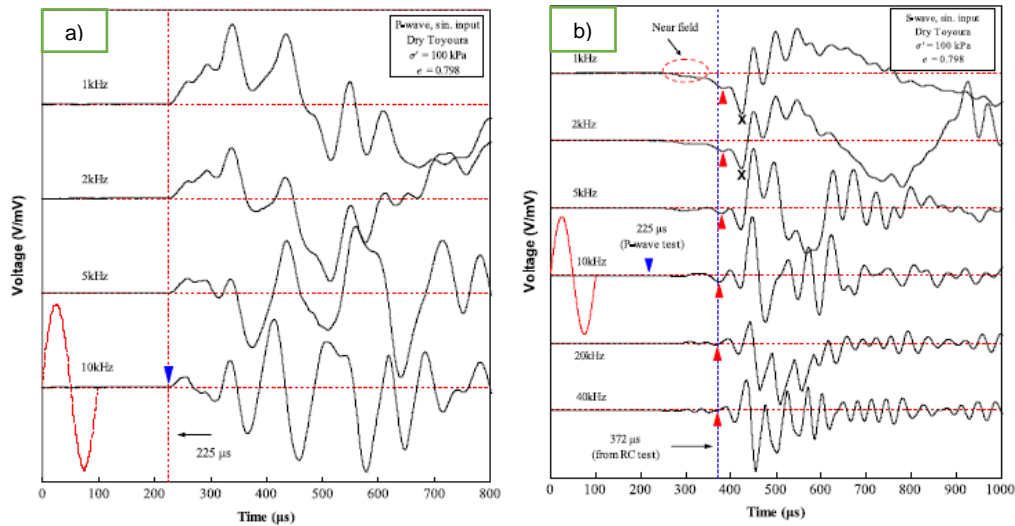 a)
P-wave, sin. input
Dry Toyoura
σ' = 100 kPa
e = 0.798
1kHz
2kHz
5kHz
10kHz
225 μs
Voltage (V/mV)
0 100 200 300 400 500 600 700 800
Time (μs)
b)
Near field
S-wave, sin. input
Dry Toyoura
σ' = 100 kPa
e = 0.798
1kHz
x
2kHz
x
5kHz
225 μs
(P-wave test)
10kHz
20kHz
40kHz
372 μs
(from RC test)
Voltage (V/mV)
0 100 200 300 400 500 600 700 800 900 1000
Time (μs)